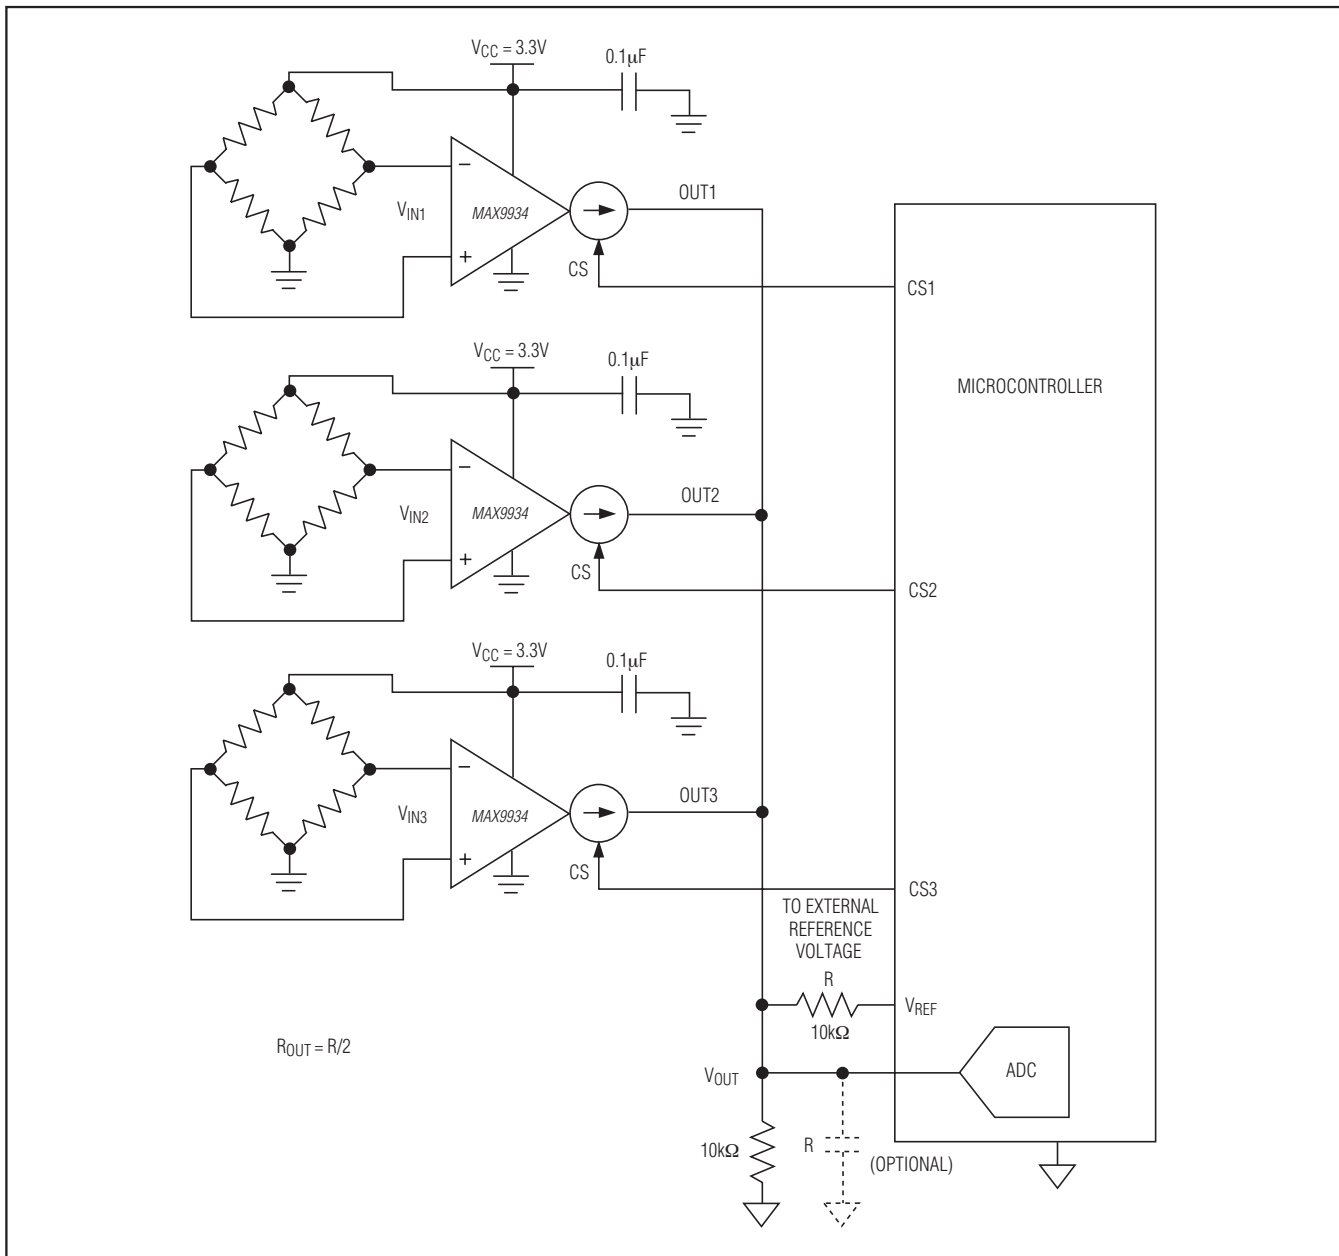 V_CC = 3.3V
0.1μF
−
V_IN1
MAX9934
+
OUT1
CS
CS1
V_CC = 3.3V
0.1μF
−
V_IN2
MAX9934
+
OUT2
CS
CS2
MICROCONTROLLER
V_CC = 3.3V
0.1μF
−
V_IN3
MAX9934
+
OUT3
CS
CS3
TO EXTERNAL
REFERENCE
VOLTAGE
R
10kΩ
V_REF
R_OUT = R/2
V_OUT
ADC
10kΩ
R
(OPTIONAL)